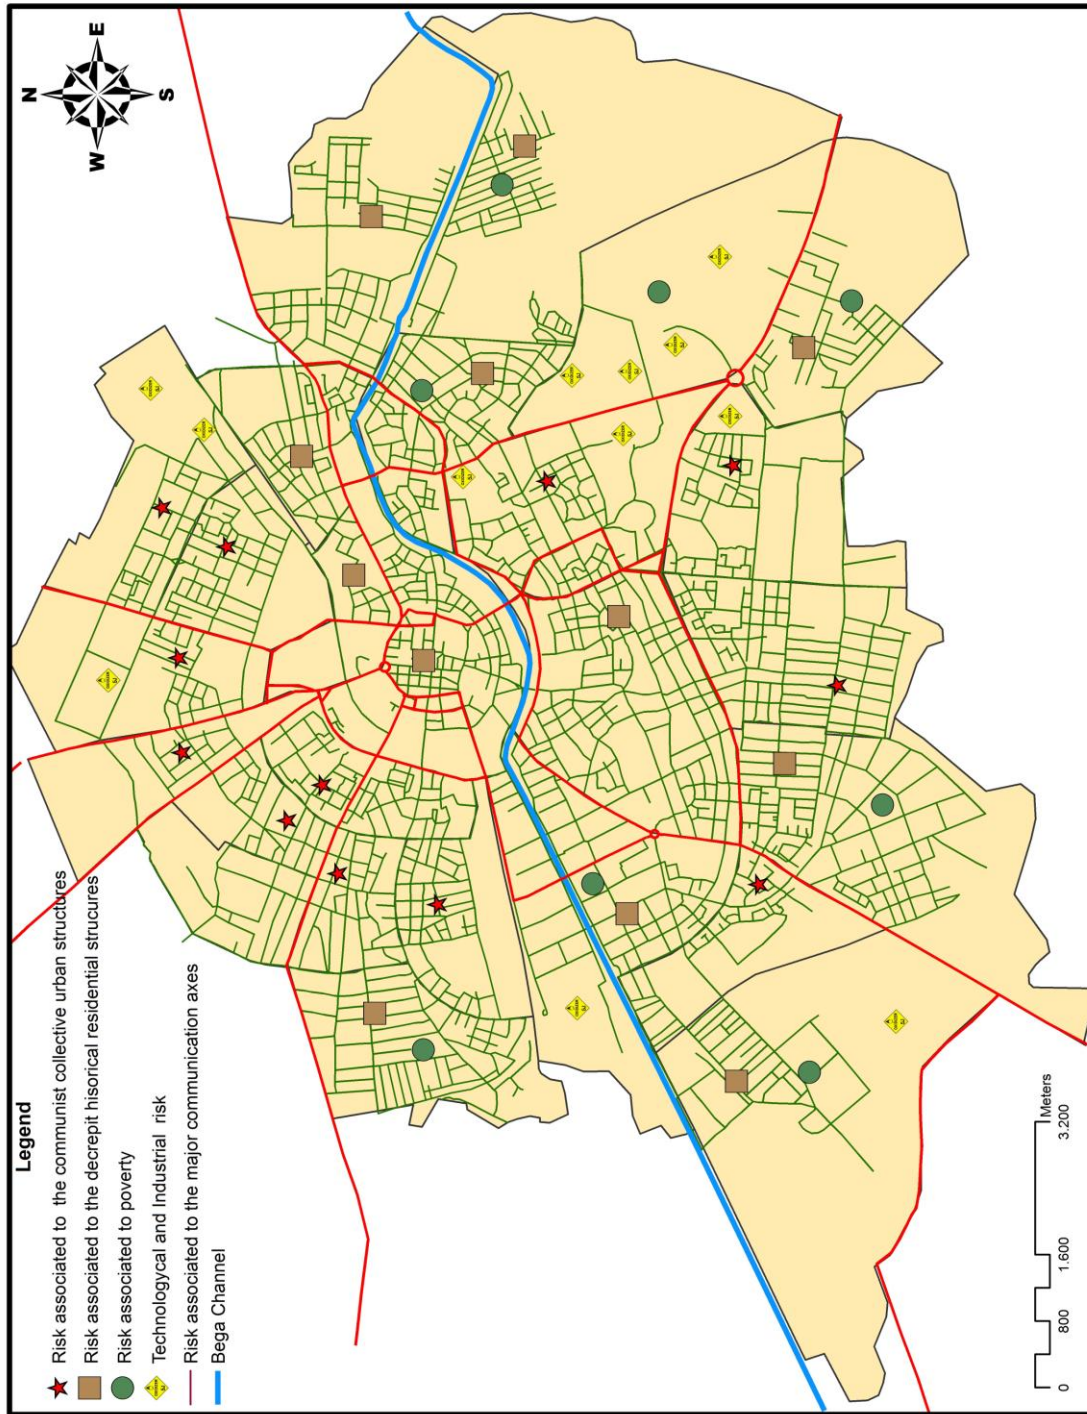 N
E
W
S
Legend
Risk associated to the communist collective urban structures
Risk associated to the decrepit hisorical residential strucures
Risk associated to poverty
Technologycal and Industrial risk
Risk associated to the major communication axes
Bega Channel
Meters
0 800 1.600 3.200